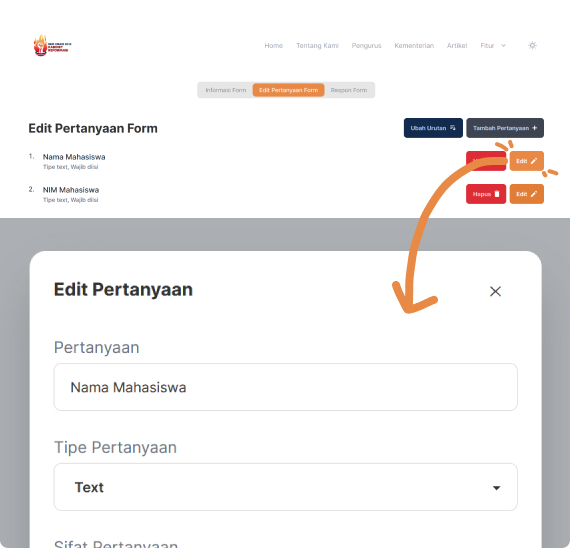 KABINET
REFORMASI
Home Tentang Kami Pengurus Kementerian Artikel Fitur
Informasi Form Edit Pertanyaan Form Respon Form
Edit Pertanyaan Form
Ubah Urutan Tambah Pertanyaan +
1. Nama Mahasiswa
Tipe text, Wajib diisi
Edit
2. NIM Mahasiswa
Tipe text, Wajib diisi
Hapus Edit
Edit Pertanyaan
Pertanyaan
Nama Mahasiswa
Tipe Pertanyaan
Text
Sifat Pertanyaan